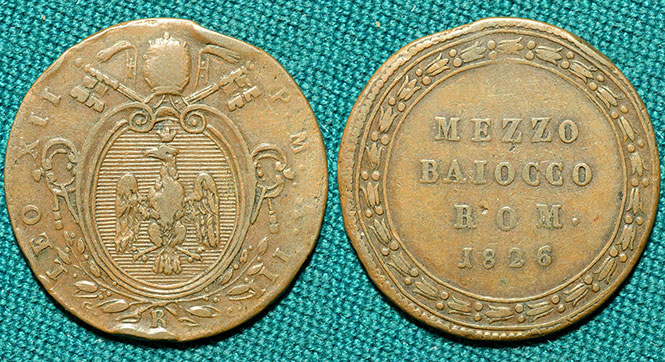 LEO XII P M A III
R
MEZZO
BAIOCCO
ROM.
1826